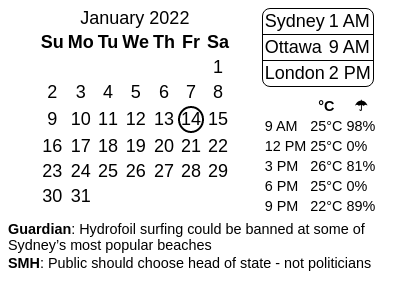 January 2022
Su Mo Tu We Th Fr Sa
1
2 3 4 5 6 7 8
9 10 11 12 13 14 15
16 17 18 19 20 21 22
23 24 25 26 27 28 29
30 31
Sydney 1 AM
Ottawa 9 AM
London 2 PM
°C ☂
9 AM 25°C 98%
12 PM 25°C 0%
3 PM 26°C 81%
6 PM 25°C 0%
9 PM 22°C 89%
Guardian: Hydrofoil surfing could be banned at some of
Sydney’s most popular beaches
SMH: Public should choose head of state - not politicians